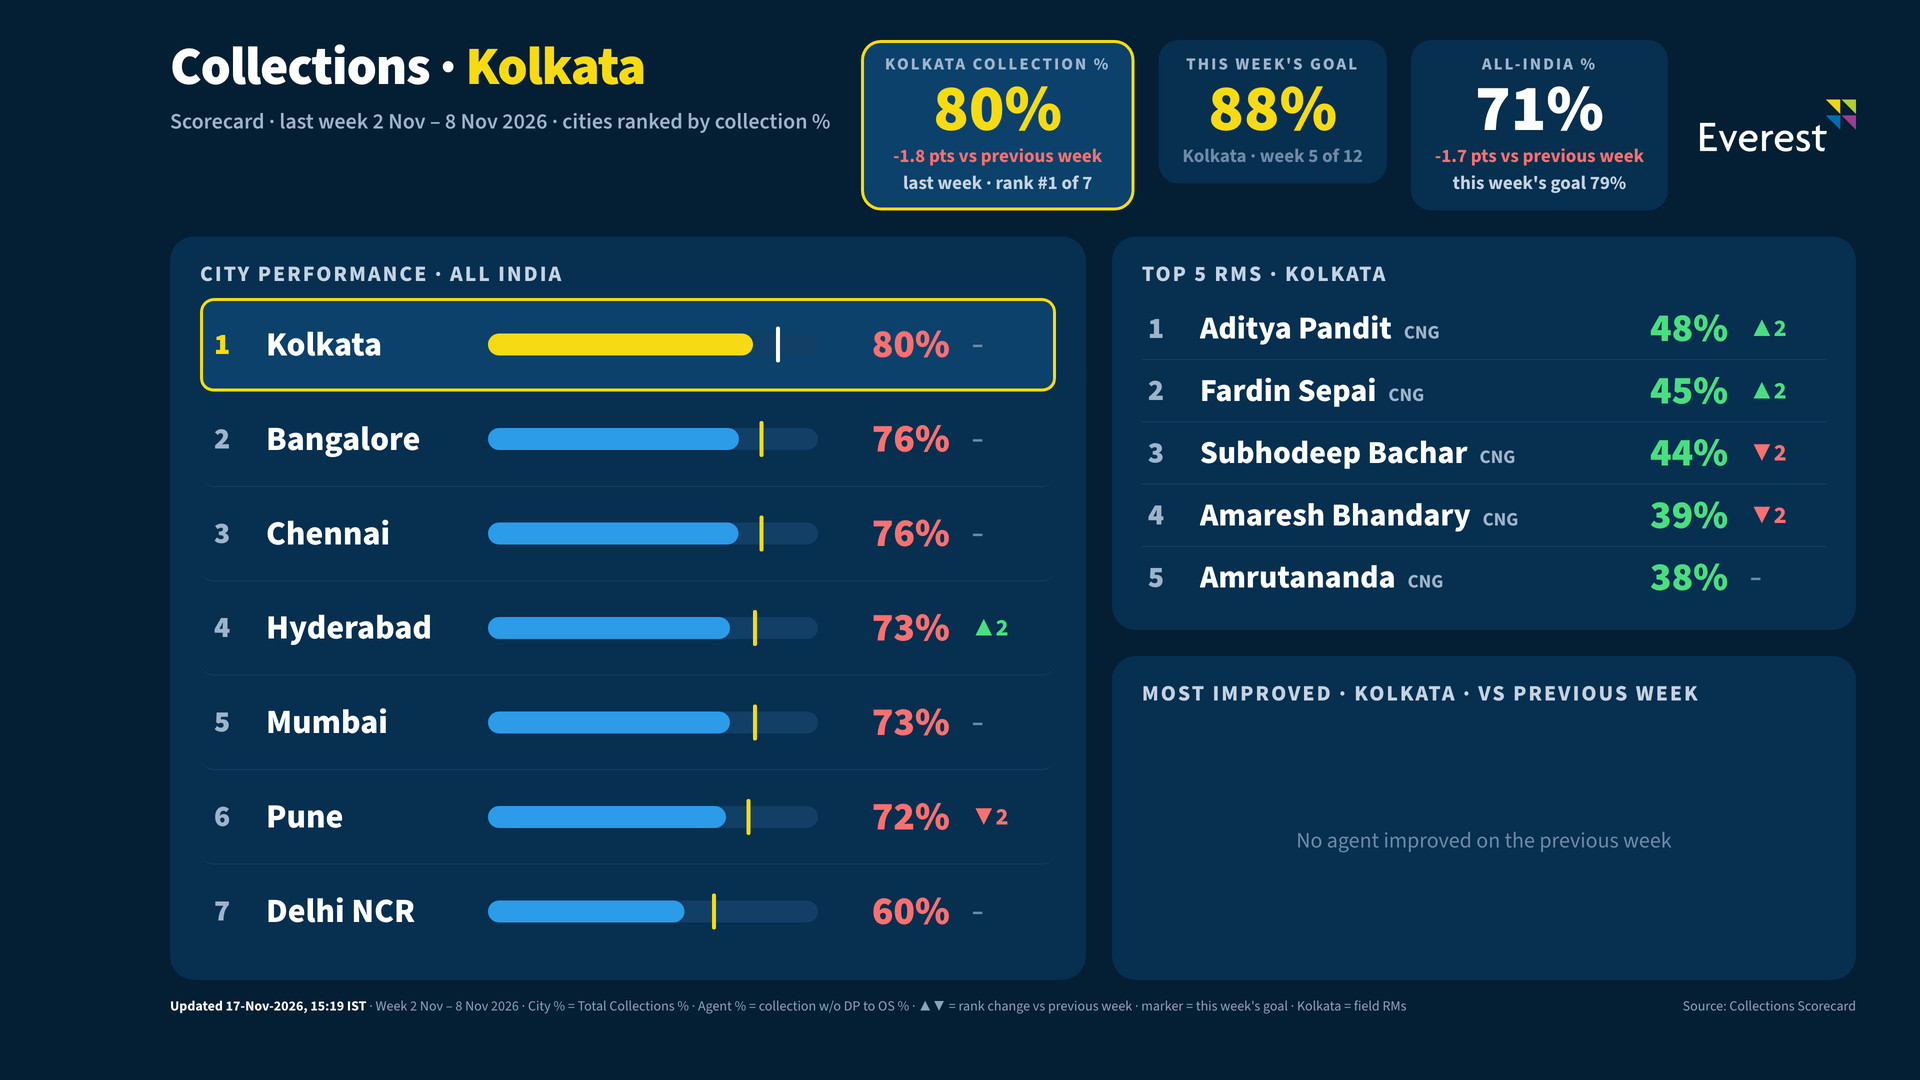 Collections · Kolkata
Scorecard · last week 2 Nov – 8 Nov 2026 · cities ranked by collection %
KOLKATA COLLECTION %
80%
-1.8 pts vs previous week
last week · rank #1 of 7
THIS WEEK'S GOAL
88%
Kolkata · week 5 of 12
ALL-INDIA %
71%
-1.7 pts vs previous week
this week's goal 79%
Everest
CITY PERFORMANCE · ALL INDIA
1 Kolkata 80% –
2 Bangalore 76% –
3 Chennai 76% –
4 Hyderabad 73% ▲2
5 Mumbai 73% –
6 Pune 72% ▼2
7 Delhi NCR 60% –
TOP 5 RMS · KOLKATA
1 Aditya Pandit CNG 48% ▲2
2 Fardin Sepai CNG 45% ▲2
3 Subhodeep Bachar CNG 44% ▼2
4 Amaresh Bhandary CNG 39% ▼2
5 Amrutananda CNG 38% –
MOST IMPROVED · KOLKATA · VS PREVIOUS WEEK
No agent improved on the previous week
Updated 17-Nov-2026, 15:19 IST · Week 2 Nov – 8 Nov 2026 · City % = Total Collections % · Agent % = collection w/o DP to OS % · ▲▼ = rank change vs previous week · marker = this week's goal · Kolkata = field RMs
Source: Collections Scorecard